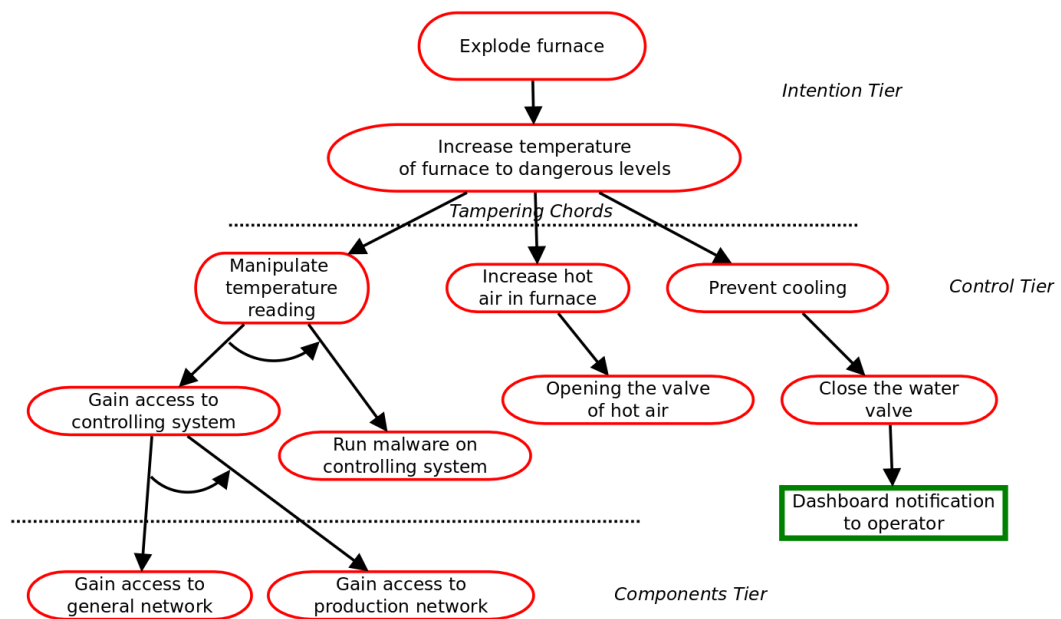 Explode furnace
Intention Tier
Increase temperature
of furnace to dangerous levels
Tampering Chords
Manipulate
temperature
reading
Increase hot
air in furnace
Prevent cooling
Control Tier
Gain access to
controlling system
Run malware on
controlling system
Opening the valve
of hot air
Close the water
valve
Dashboard notification
to operator
Gain access to
general network
Gain access to
production network
Components Tier